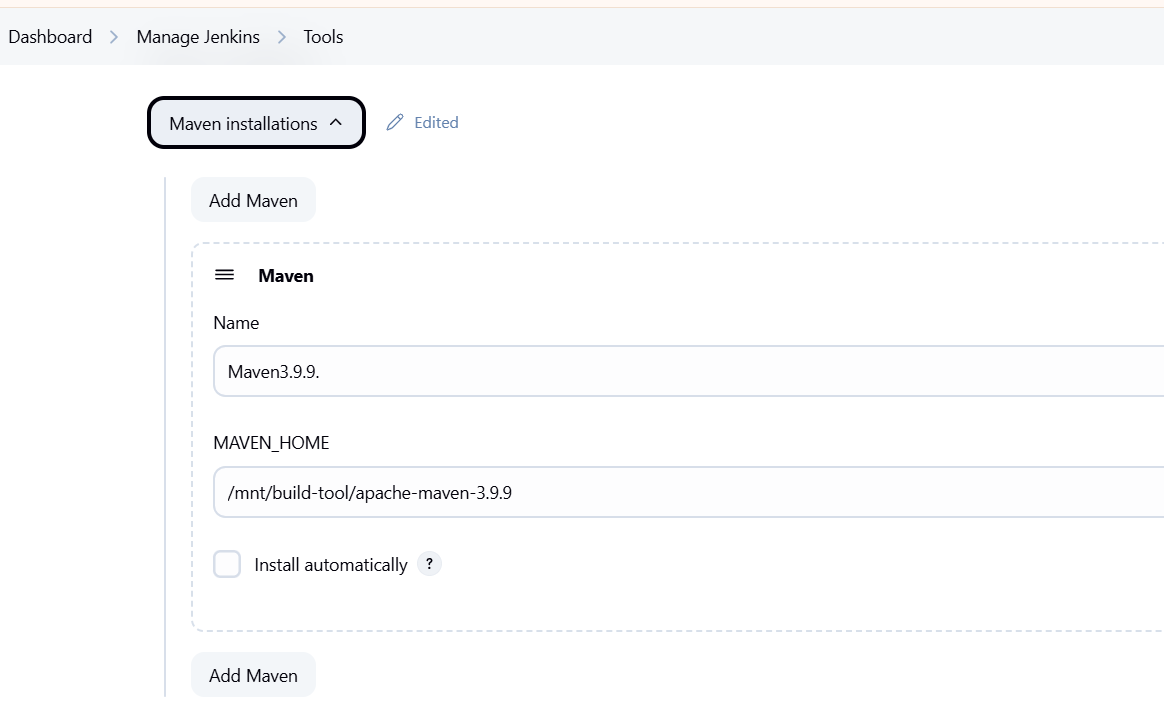 Dashboard > Manage Jenkins > Tools
Maven installations Edited
Add Maven
Maven
Name
Maven3.9.9.
MAVEN_HOME
/mnt/build-tool/apache-maven-3.9.9
Install automatically ?
Add Maven